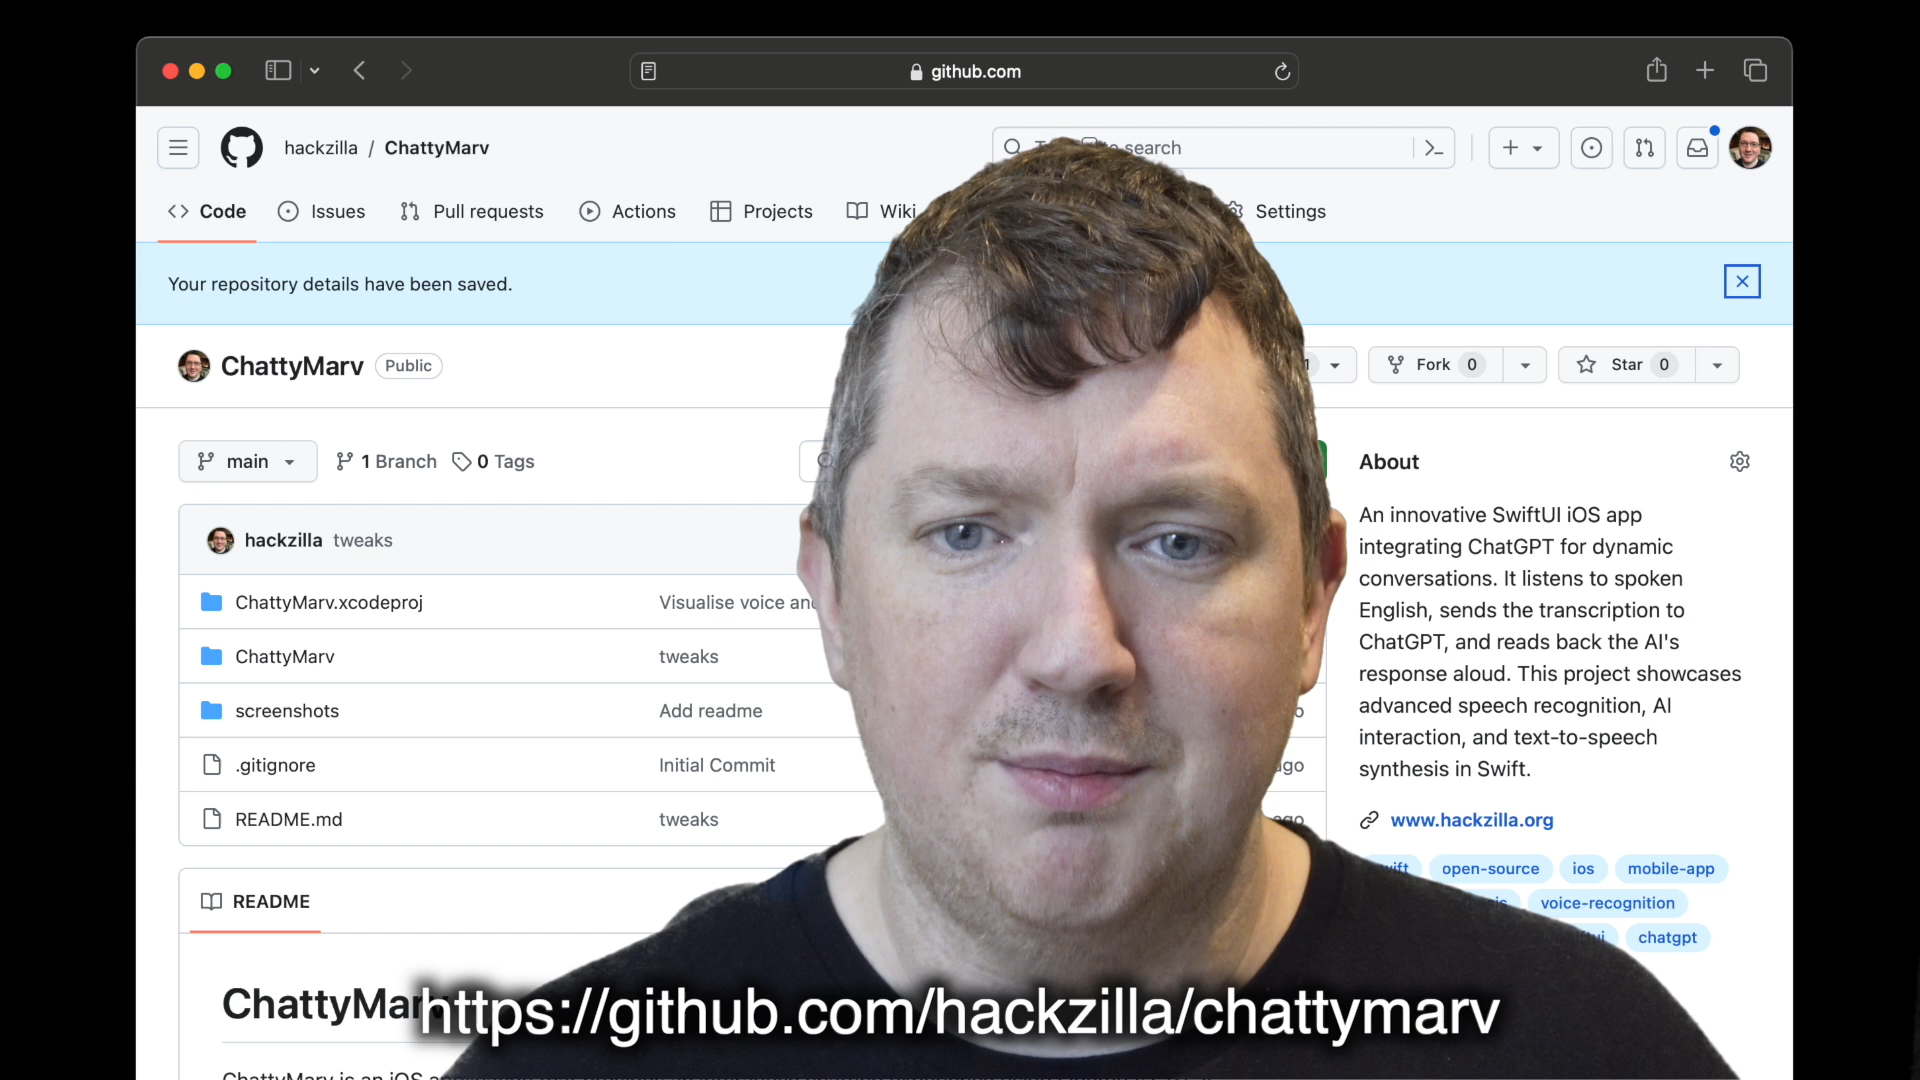 github.com
hackzilla / ChattyMarv
search
Code
Issues
Pull requests
Actions
Projects
Wiki
Settings
Your repository details have been saved.
ChattyMarv
Public
Fork 0
Star 0
main
1 Branch
0 Tags
hackzilla tweaks
ChattyMarv.xcodeproj
Visualise voice
ChattyMarv
tweaks
screenshots
Add readme
.gitignore
Initial Commit
ago
README.md
tweaks
ago
README
About
An innovative SwiftUI iOS app
integrating ChatGPT for dynamic
conversations. It listens to spoken
English, sends the transcription to
ChatGPT, and reads back the AI's
response aloud. This project showcases
advanced speech recognition, AI
interaction, and text-to-speech
synthesis in Swift.
www.hackzilla.org
open-source
ios
mobile-app
voice-recognition
chatgpt
https://github.com/hackzilla/chattymarv